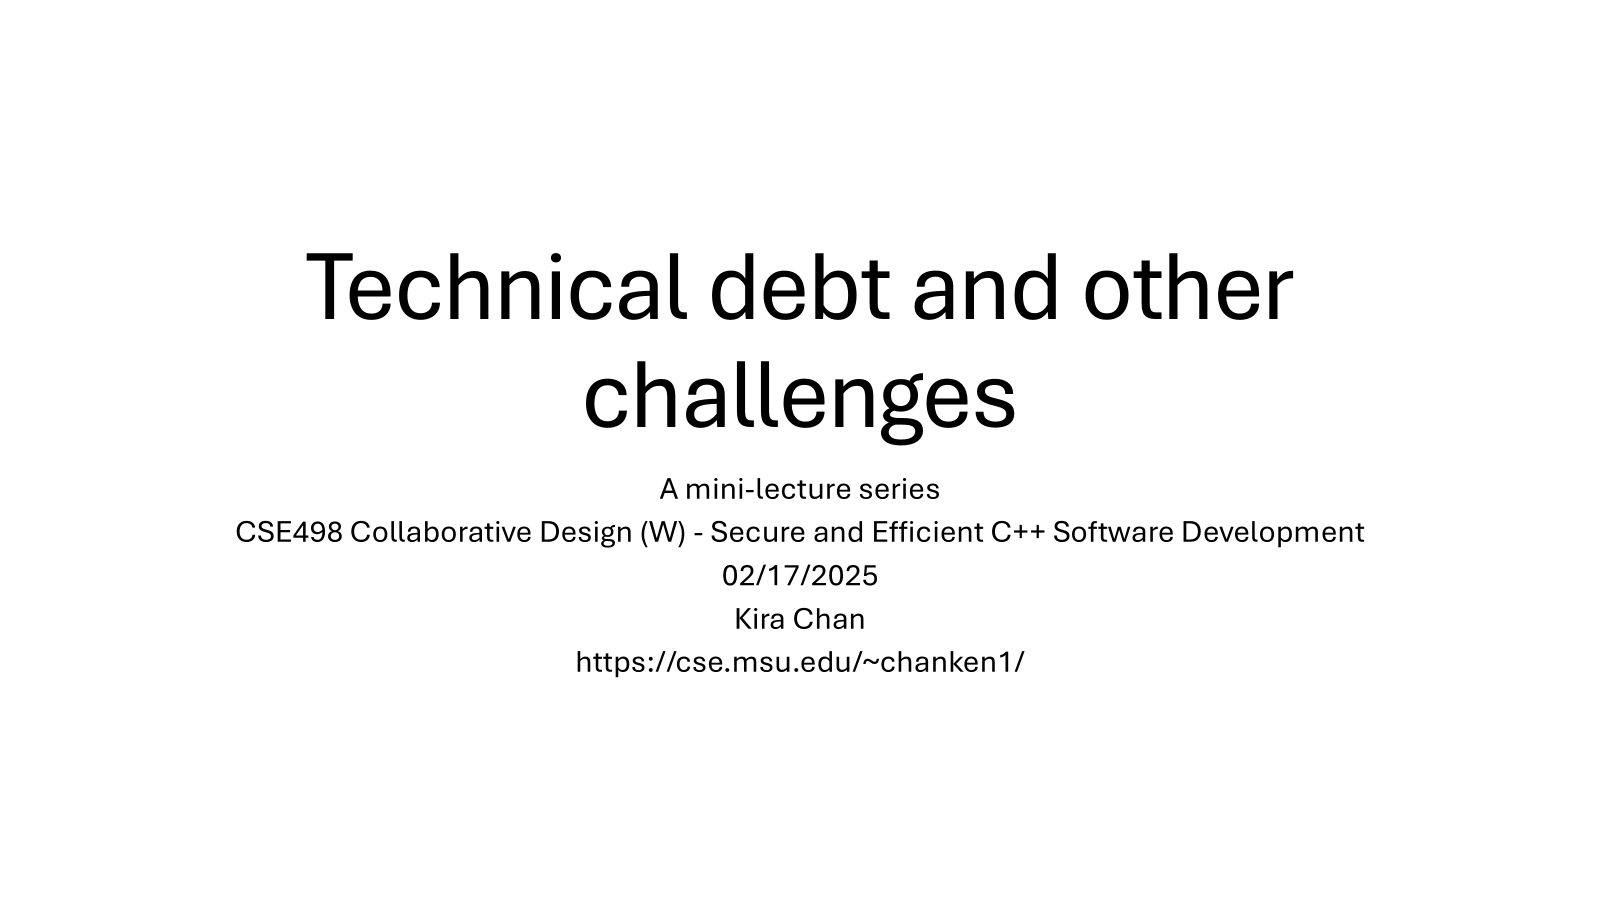 Technical debt and other
challenges
A mini-lecture series
CSE498 Collaborative Design (W) - Secure and Efficient C++ Software Development
02/17/2025
Kira Chan
https://cse.msu.edu/~chanken1/